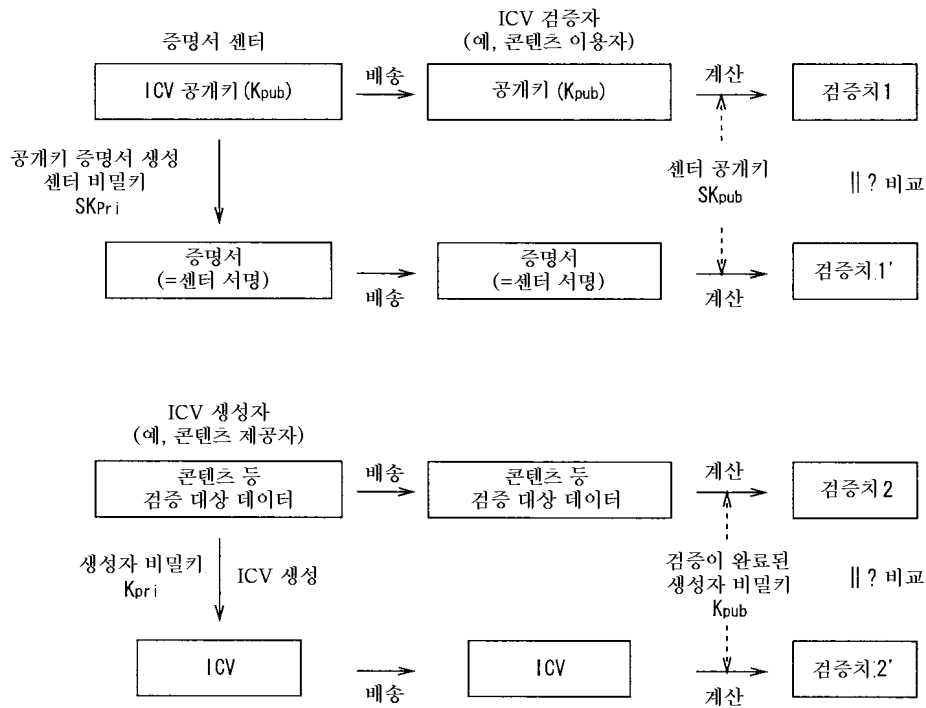 증명서 센터
ICV 검증자
(예, 콘텐츠 이용자)
ICV 공개키 (Kpub)
배송
공개키 (Kpub)
계산
검증치 1
공개키 증명서 생성
센터 비밀키
SKPri
센터 공개키
SKpub
||? 비교
증명서
(=센터 서명)
배송
증명서
(=센터 서명)
계산
검증치.1'
ICV 생성자
(예, 콘텐츠 제공자)
콘텐츠 등
검증 대상 데이터
배송
콘텐츠 등
검증 대상 데이터
계산
검증치 2
생성자 비밀키
Kpri
ICV 생성
검증이 완료된
생성자 비밀키
Kpub
||? 비교
ICV
배송
ICV
계산
검증치.2'